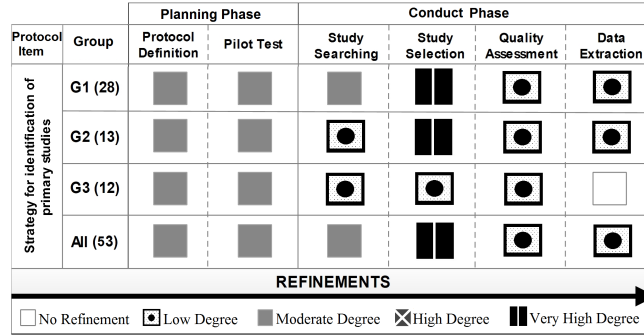 Planning Phase Conduct Phase
Protocol Item Group Protocol Definition Pilot Test Study Searching Study Selection Quality Assessment Data Extraction
Strategy for identification of primary studies
G1 (28)
G2 (13)
G3 (12)
All (53)
REFINEMENTS
No Refinement Low Degree Moderate Degree High Degree Very High Degree